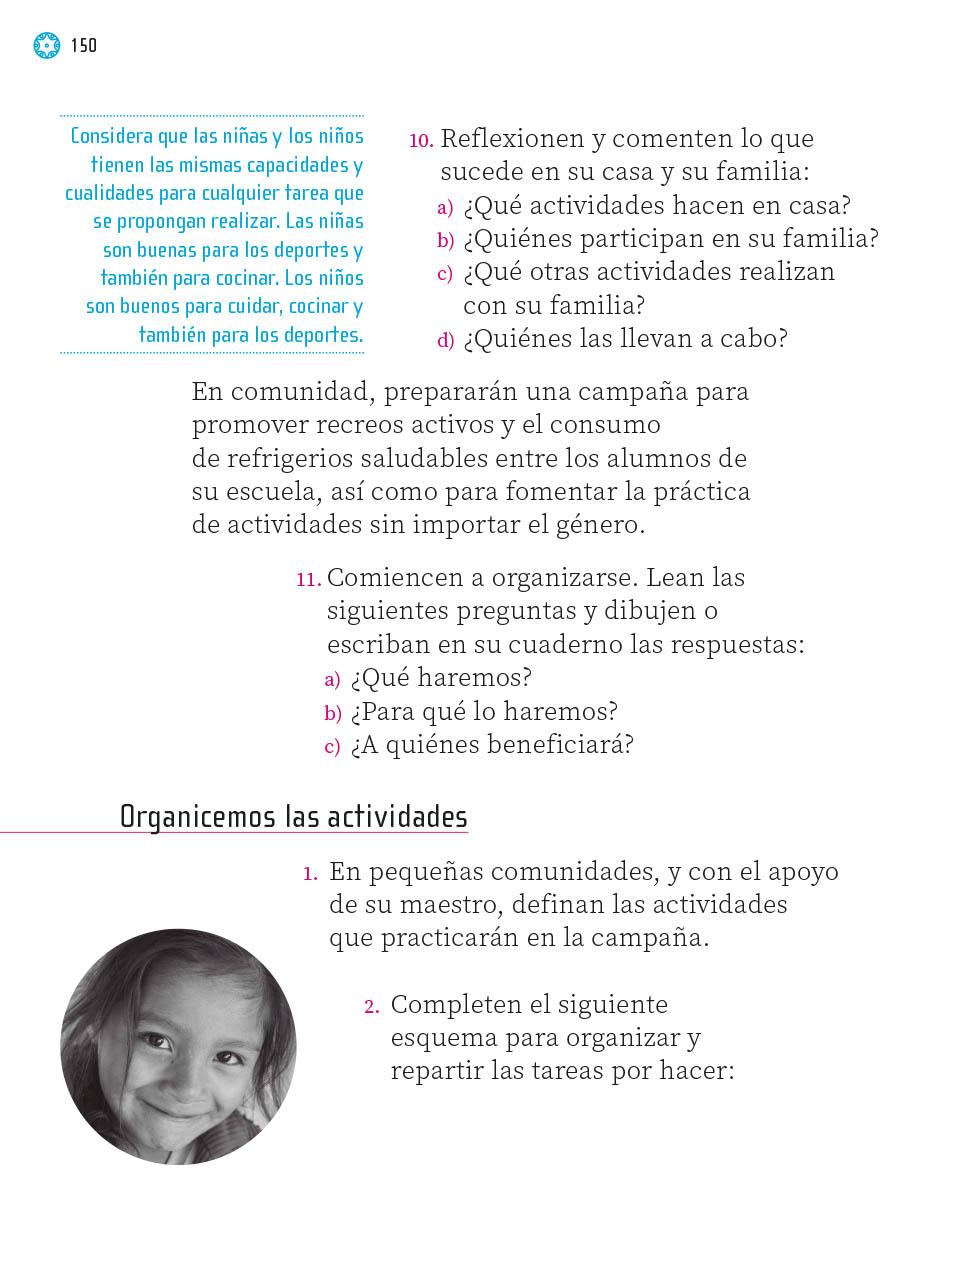 150
Considera que las niñas y los niños
tienen las mismas capacidades y
cualidades para cualquier tarea que
se propongan realizar. Las niñas
son buenas para los deportes y
también para cocinar. Los niños
son buenos para cuidar, cocinar y
también para los deportes.
10. Reflexionen y comenten lo que
sucede en su casa y su familia:
a) ¿Qué actividades hacen en casa?
b) ¿Quiénes participan en su familia?
c) ¿Qué otras actividades realizan
con su familia?
d) ¿Quiénes las llevan a cabo?
En comunidad, prepararán una campaña para
promover recreos activos y el consumo
de refrigerios saludables entre los alumnos de
su escuela, así como para fomentar la práctica
de actividades sin importar el género.
11. Comiencen a organizarse. Lean las
siguientes preguntas y dibujen o
escriban en su cuaderno las respuestas:
a) ¿Qué haremos?
b) ¿Para qué lo haremos?
c) ¿A quiénes beneficiará?
Organicemos las actividades
1. En pequeñas comunidades, y con el apoyo
de su maestro, definan las actividades
que practicarán en la campaña.
2. Completen el siguiente
esquema para organizar y
repartir las tareas por hacer: